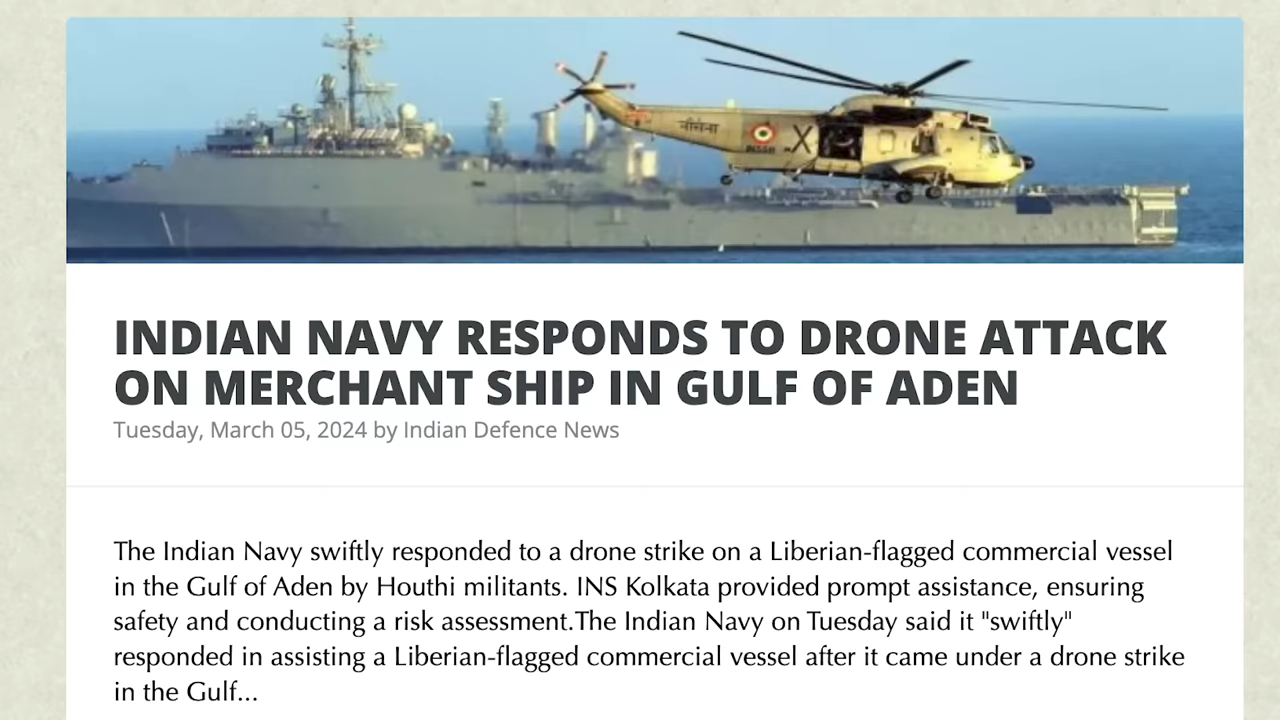 नौसेना
X
INDIAN NAVY RESPONDS TO DRONE ATTACK
ON MERCHANT SHIP IN GULF OF ADEN
Tuesday, March 05, 2024 by Indian Defence News
The Indian Navy swiftly responded to a drone strike on a Liberian-flagged commercial vessel
in the Gulf of Aden by Houthi militants. INS Kolkata provided prompt assistance, ensuring
safety and conducting a risk assessment.The Indian Navy on Tuesday said it "swiftly"
responded in assisting a Liberian-flagged commercial vessel after it came under a drone strike
in the Gulf...